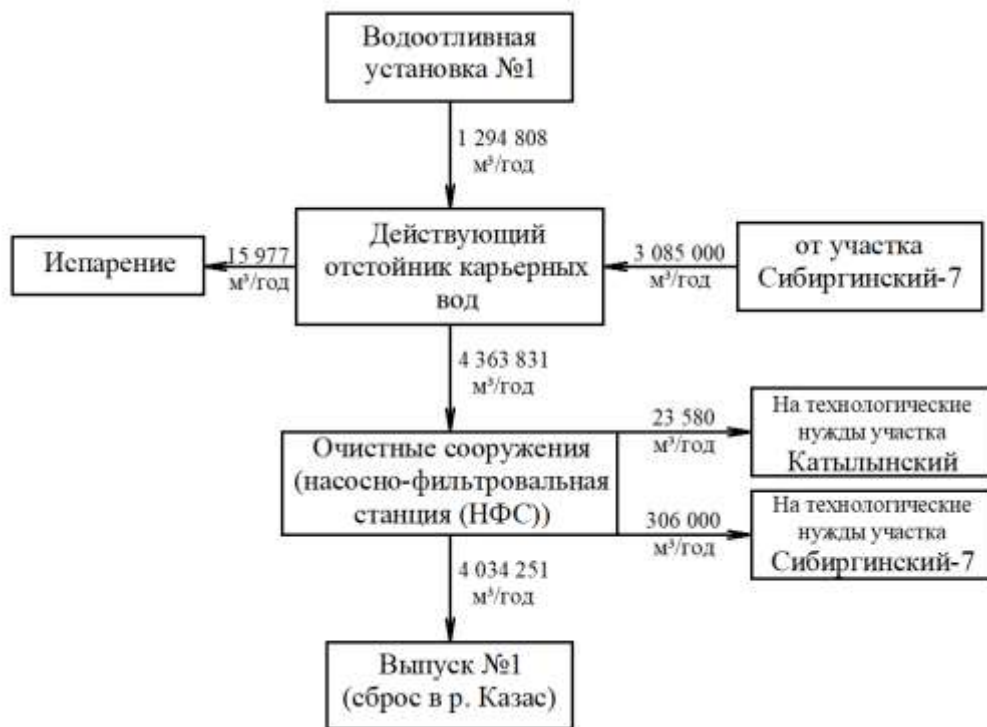 Водоотливная
установка №1
1 294 808
м³/год
Испарение
15 977
м³/год
Действующий
отстойник карьерных
вод
3 085 000
м³/год
от участка
Сибиргинский-7
4 363 831
м³/год
Очистные сооружения
(насосно-фильтровальная
станция (НФС))
23 580
м³/год
На технологические
нужды участка
Катылынский
306 000
м³/год
На технологические
нужды участка
Сибиргинский-7
4 034 251
м³/год
Выпуск №1
(сброс в р. Казас)